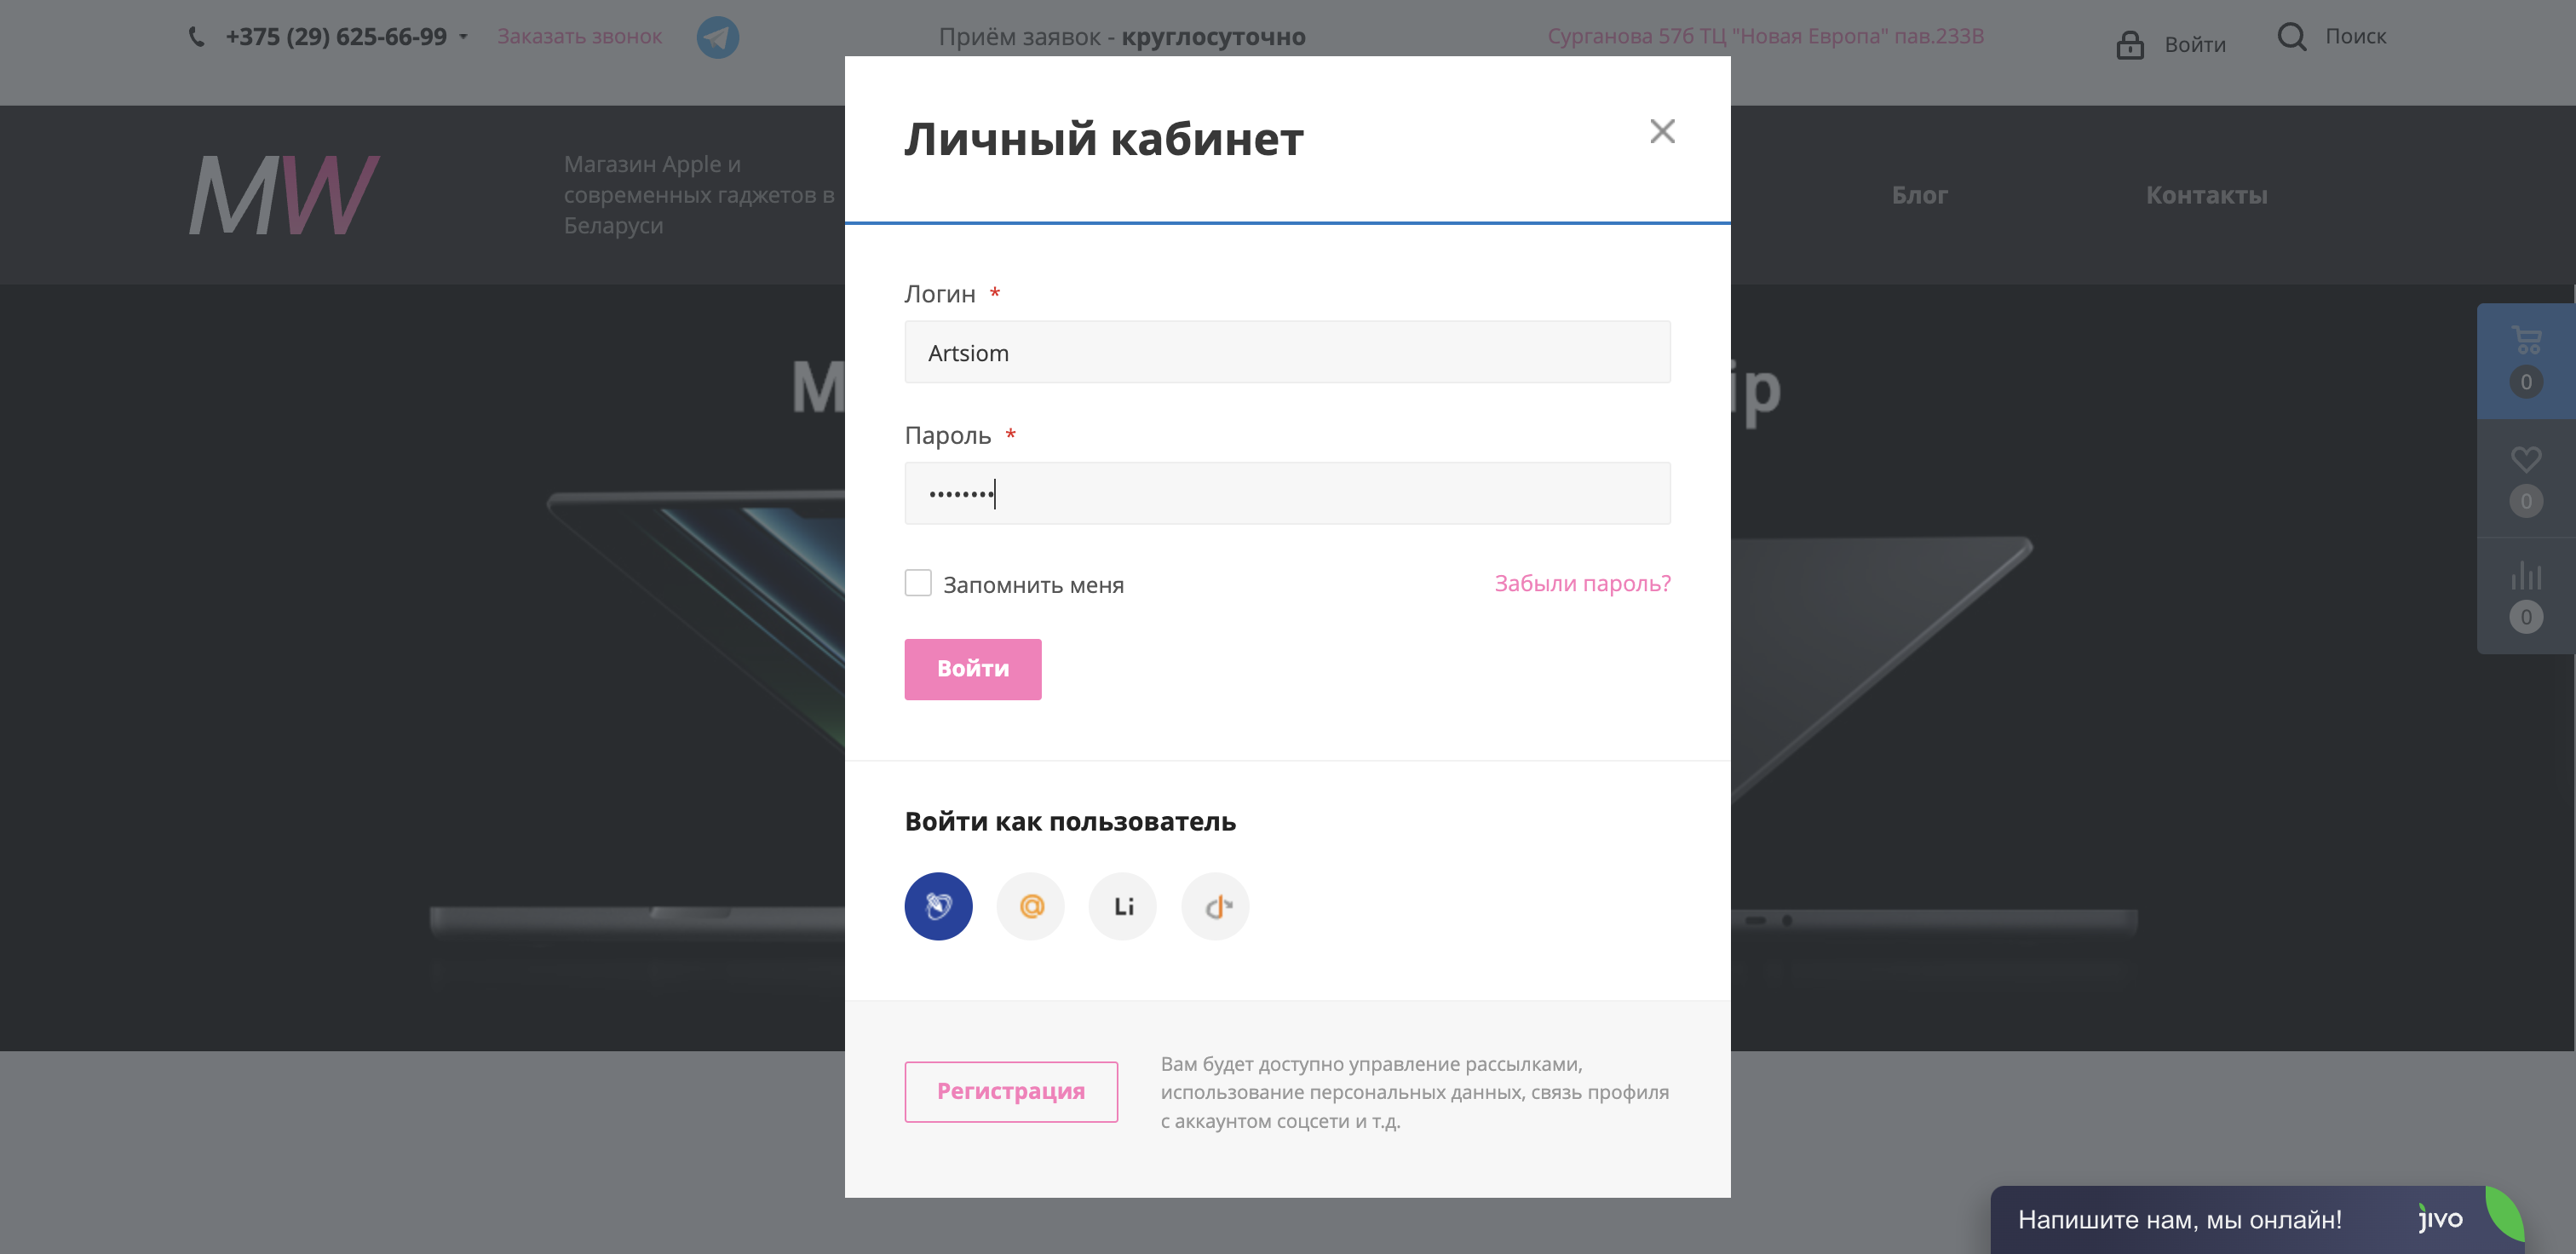 +375 (29) 625-66-99
Заказать звонок
Приём заявок - круглосуточно
Сурганова 57б ТЦ "Новая Европа" пав.233В
Войти
Поиск
MW
Магазин Apple и
современных гаджетов в
Беларуси
Блог
Контакты
Личный кабинет
Логин *
Artsiom
Пароль *
••••••••
Запомнить меня
Забыли пароль?
Войти
Войти как пользователь
@
Li
Регистрация
Вам будет доступно управление рассылками,
использование персональных данных, связь профиля
с аккаунтом соцсети и т.д.
0
0
0
Напишите нам, мы онлайн!
jivo